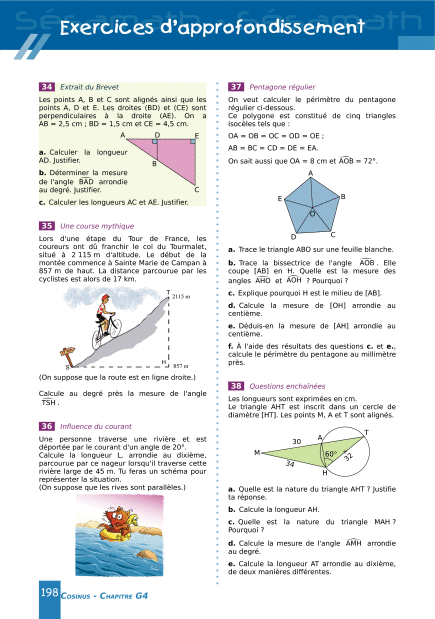 Exercices d'approfondissement
34 Extrait du Brevet
Les points A, B et C sont alignés ainsi que les
points A, D et E. Les droites (BD) et (CE) sont
perpendiculaires à la droite (AE). On a
AB = 2,5 cm ; BD = 1,5 cm et CE = 4,5 cm.
A D E
B
C
a. Calculer la longueur
AD. Justifier.
b. Déterminer la mesure
de l'angle BAD arrondie
au degré. Justifier.
c. Calculer les longueurs AC et AE. Justifier.
35 Une course mythique
Lors d'une étape du Tour de France, les
coureurs ont dû franchir le col du Tourmalet,
situé à 2 115 m d'altitude. Le début de la
montée commence à Sainte Marie de Campan à
857 m de haut. La distance parcourue par les
cyclistes est alors de 17 km.
T
2115 m
H
857 m
S
(On suppose que la route est en ligne droite.)
Calcule au degré près la mesure de l'angle
TSH .
36 Influence du courant
Une personne traverse une rivière et est
déportée par le courant d'un angle de 20°.
Calcule la longueur L, arrondie au dixième,
parcourue par ce nageur lorsqu'il traverse cette
rivière large de 45 m. Tu feras un schéma pour
représenter la situation.
(On suppose que les rives sont parallèles.)
37 Pentagone régulier
On veut calculer le périmètre du pentagone
régulier ci-dessous.
Ce polygone est constitué de cinq triangles
isocèles tels que :
OA = OB = OC = OD = OE ;
AB = BC = CD = DE = EA.
On sait aussi que OA = 8 cm et AOB = 72°.
A
E B
O
D C
a. Trace le triangle ABO sur une feuille blanche.
b. Trace la bissectrice de l'angle AOB . Elle
coupe [AB] en H. Quelle est la mesure des
angles AHO et AOH ? Pourquoi ?
c. Explique pourquoi H est le milieu de [AB].
d. Calcule la mesure de [OH] arrondie au
centième.
e. Déduis-en la mesure de [AH] arrondie au
centième.
f. À l'aide des résultats des questions c. et e.,
calcule le périmètre du pentagone au millimètre
près.
38 Questions enchaînées
Les longueurs sont exprimées en cm.
Le triangle AHT est inscrit dans un cercle de
diamètre [HT]. Les points M, A et T sont alignés.
T
A
30
M
60°
32
34
H
a. Quelle est la nature du triangle AHT ? Justifie
ta réponse.
b. Calcule la longueur AH.
c. Quelle est la nature du triangle MAH ?
Pourquoi ?
d. Calcule la mesure de l'angle AMH arrondie
au degré.
e. Calcule la longueur AT arrondie au dixième,
de deux manières différentes.
198 Cosinus - Chapitre G4